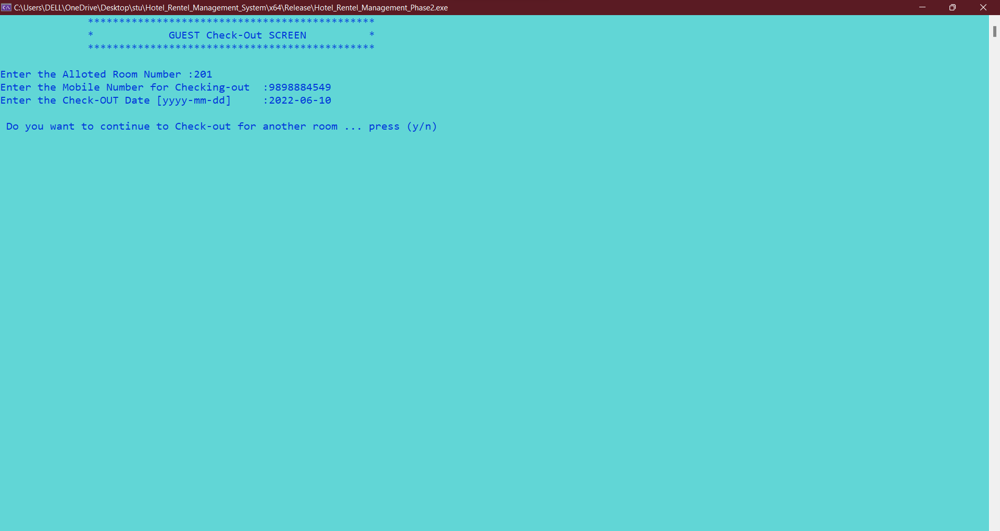 C:\Users\DELL\OneDrive\Desktop\stu\Hotel_Rentel_Management_System\x64\Release\Hotel_Rentel_Management_Phase2.exe
**********************************************
* GUEST Check-Out SCREEN *
**********************************************
Enter the Alloted Room Number :201
Enter the Mobile Number for Checking-out :9898884549
Enter the Check-OUT Date [yyyy-mm-dd] :2022-06-10
Do you want to continue to Check-out for another room ... press (y/n)